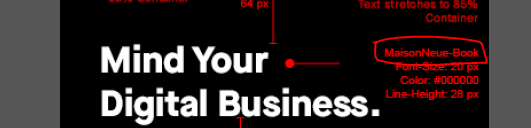 64 px
Text stretches to 85%
Container
Mind Your
Digital Business.
MaisonNeue-Book
Font-Size: 20 px
Color: #000000
Line-Height: 28 px